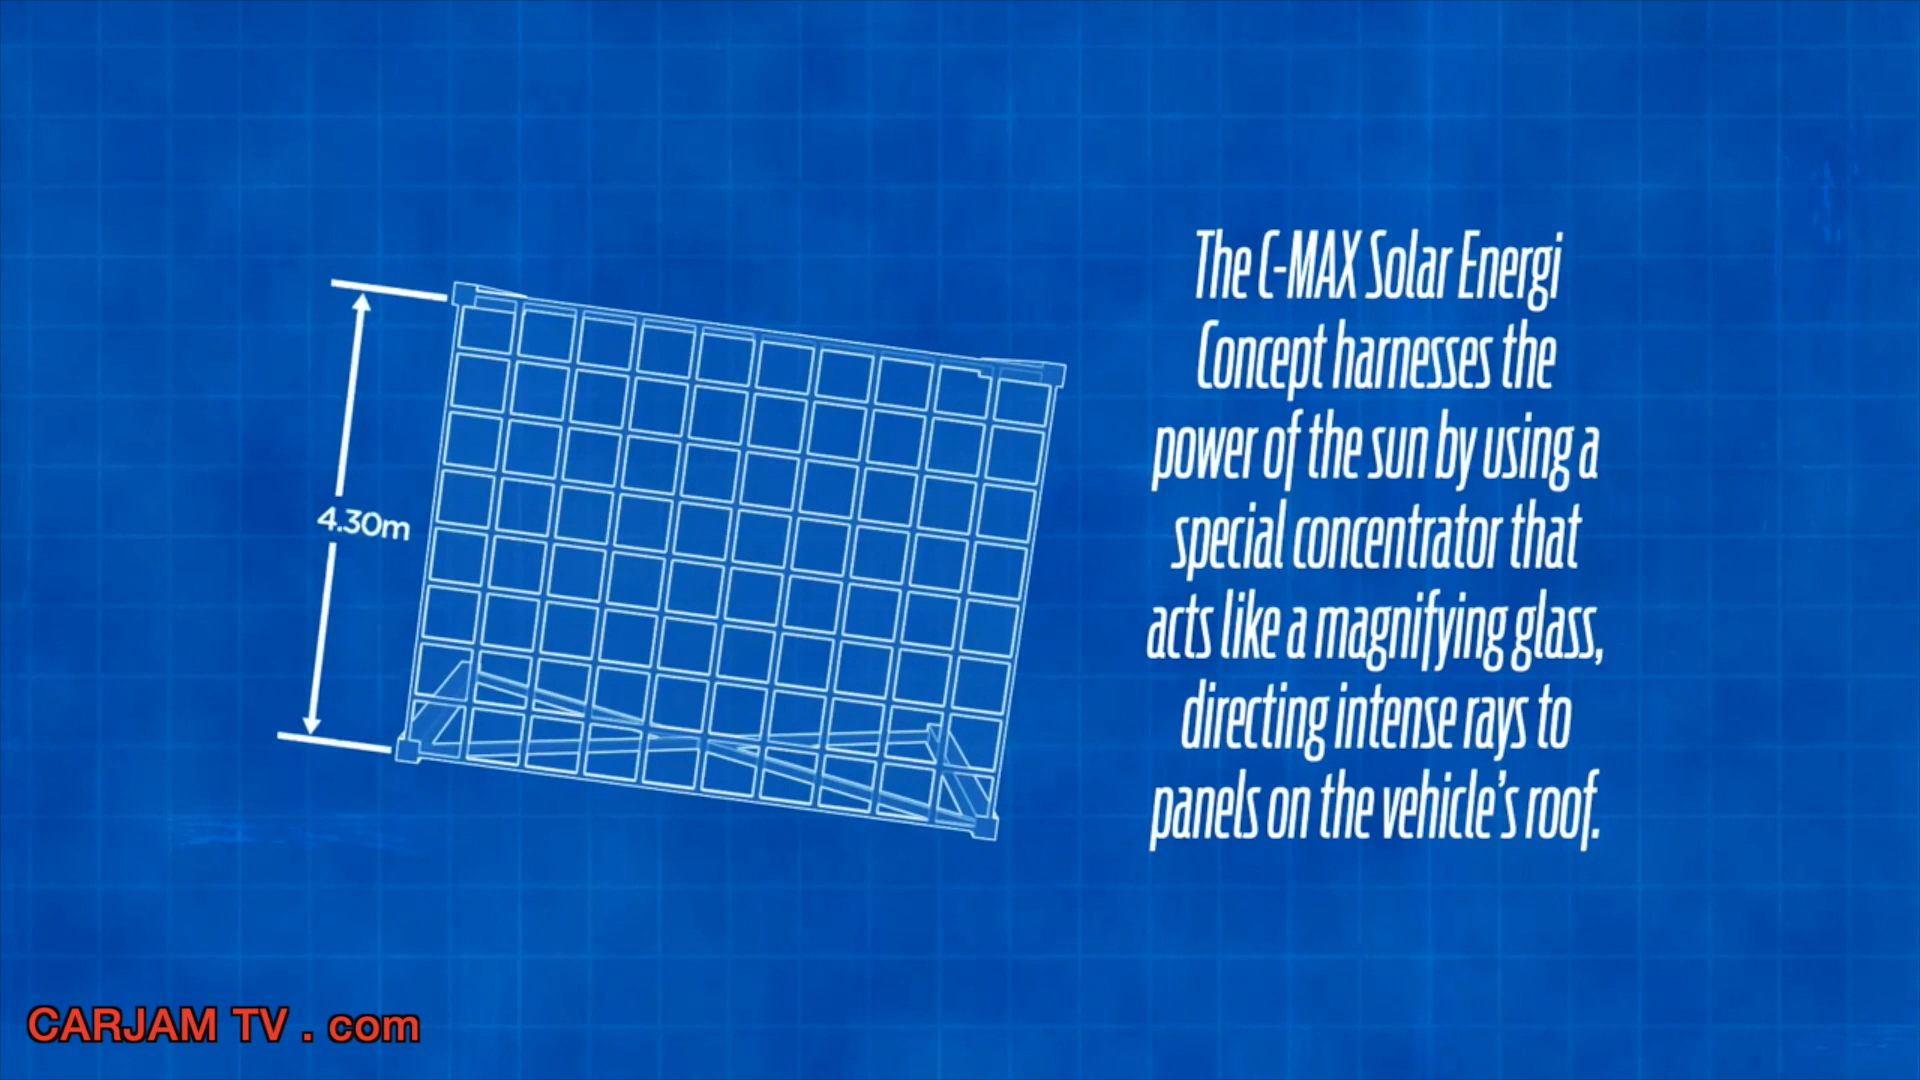 4.30m
The C-MAX Solar Energi
Concept harnesses the
power of the sun by using a
special concentrator that
acts like a magnifying glass,
directing intense rays to
panels on the vehicle's roof.
CARJAM TV . com